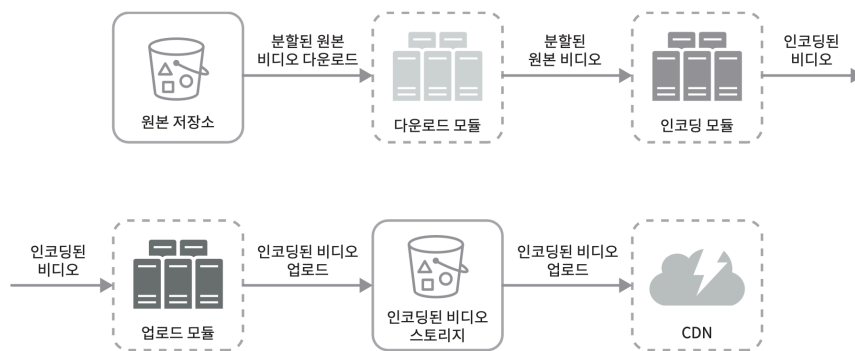 분할된 원본
비디오 다운로드
분할된
원본 비디오
인코딩된
비디오
원본 저장소
다운로드 모듈
인코딩 모듈
인코딩된
비디오
인코딩된 비디오
업로드
인코딩된 비디오
업로드
업로드 모듈
인코딩된 비디오
스토리지
CDN